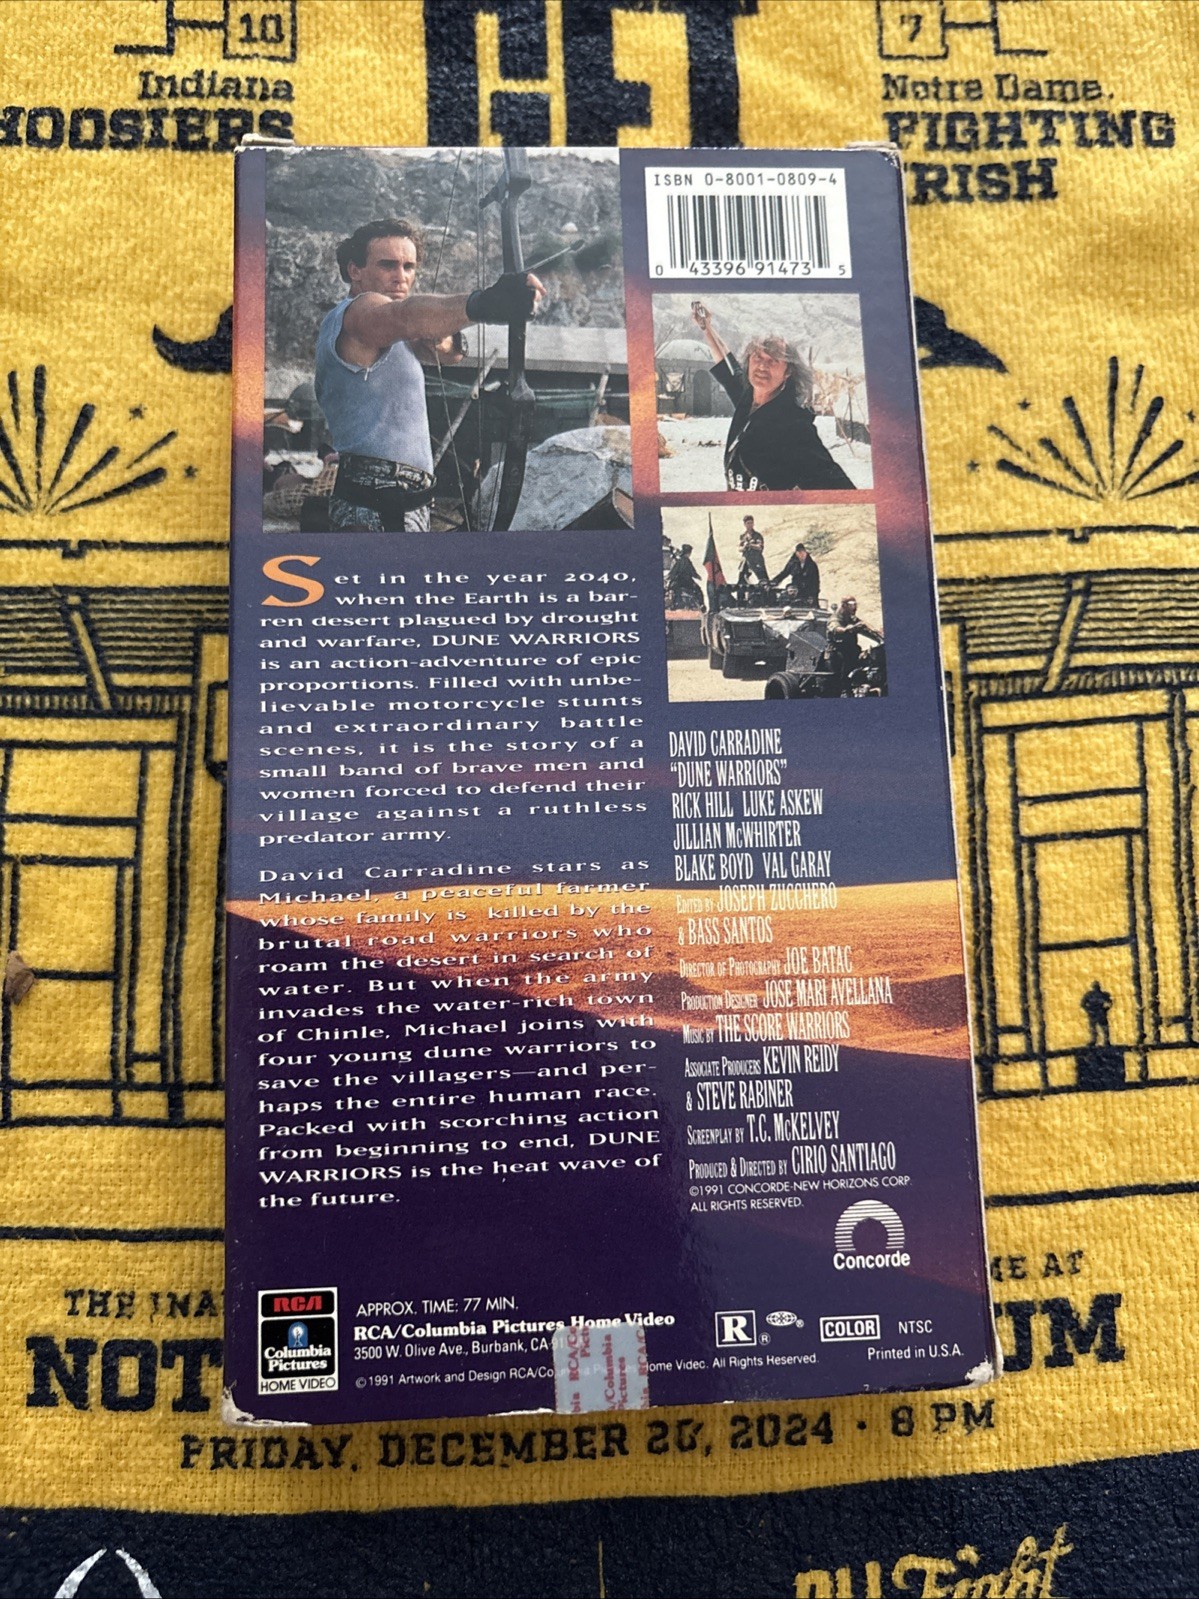 10
7
Indiana
HOOSIERS
Notre Dame.
FIGHTING
IRISH
ISBN 0-8001-0809-4
0 43396 91473 5
Set in the year 2040,
when the Earth is a bar-
ren desert plagued by drought
and warfare, DUNE WARRIORS
is an action-adventure of epic
proportions. Filled with unbe-
lievable motorcycle stunts
and extraordinary battle
scenes, it is the story of a
small band of brave men and
women forced to defend their
village against a ruthless
predator army.
David Carradine stars as
Michael, a peaceful farmer
whose family is killed by the
brutal road warriors who
roam the desert in search of
water. But when the army
invades the water-rich town
of Chinle, Michael joins with
four young dune warriors to
save the villagers—and per-
haps the entire human race.
Packed with scorching action
from beginning to end, DUNE
WARRIORS is the heat wave of
the future.
DAVID CARRADINE
"DUNE WARRIORS"
RICK HILL LUKE ASKEW
JILLIAN McWHIRTER
BLAKE BOYD VAL GARAY
EDITED BY JOSEPH ZUCCHERO
& BASS SANTOS
DIRECTOR OF PHOTOGRAPHY JOE BATAC
PRODUCTION DESIGNER JOSE MARI AVELLANA
MUSIC BY THE SCORE WARRIORS
ASSOCIATE PRODUCERS KEVIN REIDY
& STEVE RABINER
SCREENPLAY BY T.C. McKELVEY
PRODUCED & DIRECTED BY CIRIO SANTIAGO
©1991 CONCORDE-NEW HORIZONS CORP.
ALL RIGHTS RESERVED.
Concorde
RCA
Columbia
Pictures
HOME VIDEO
APPROX. TIME: 77 MIN.
RCA/Columbia Pictures Home Video
3500 W. Olive Ave., Burbank, CA 91
©1991 Artwork and Design RCA/Co Home Video. All Rights Reserved.
R
COLOR NTSC
Printed in U.S.A.
RCA/C
Pict
A/Columbia
Pictures
RCA/C
THE INA
ME AT
NOT
UM
FRIDAY, DECEMBER 20, 2024 · 8 PM
Fight